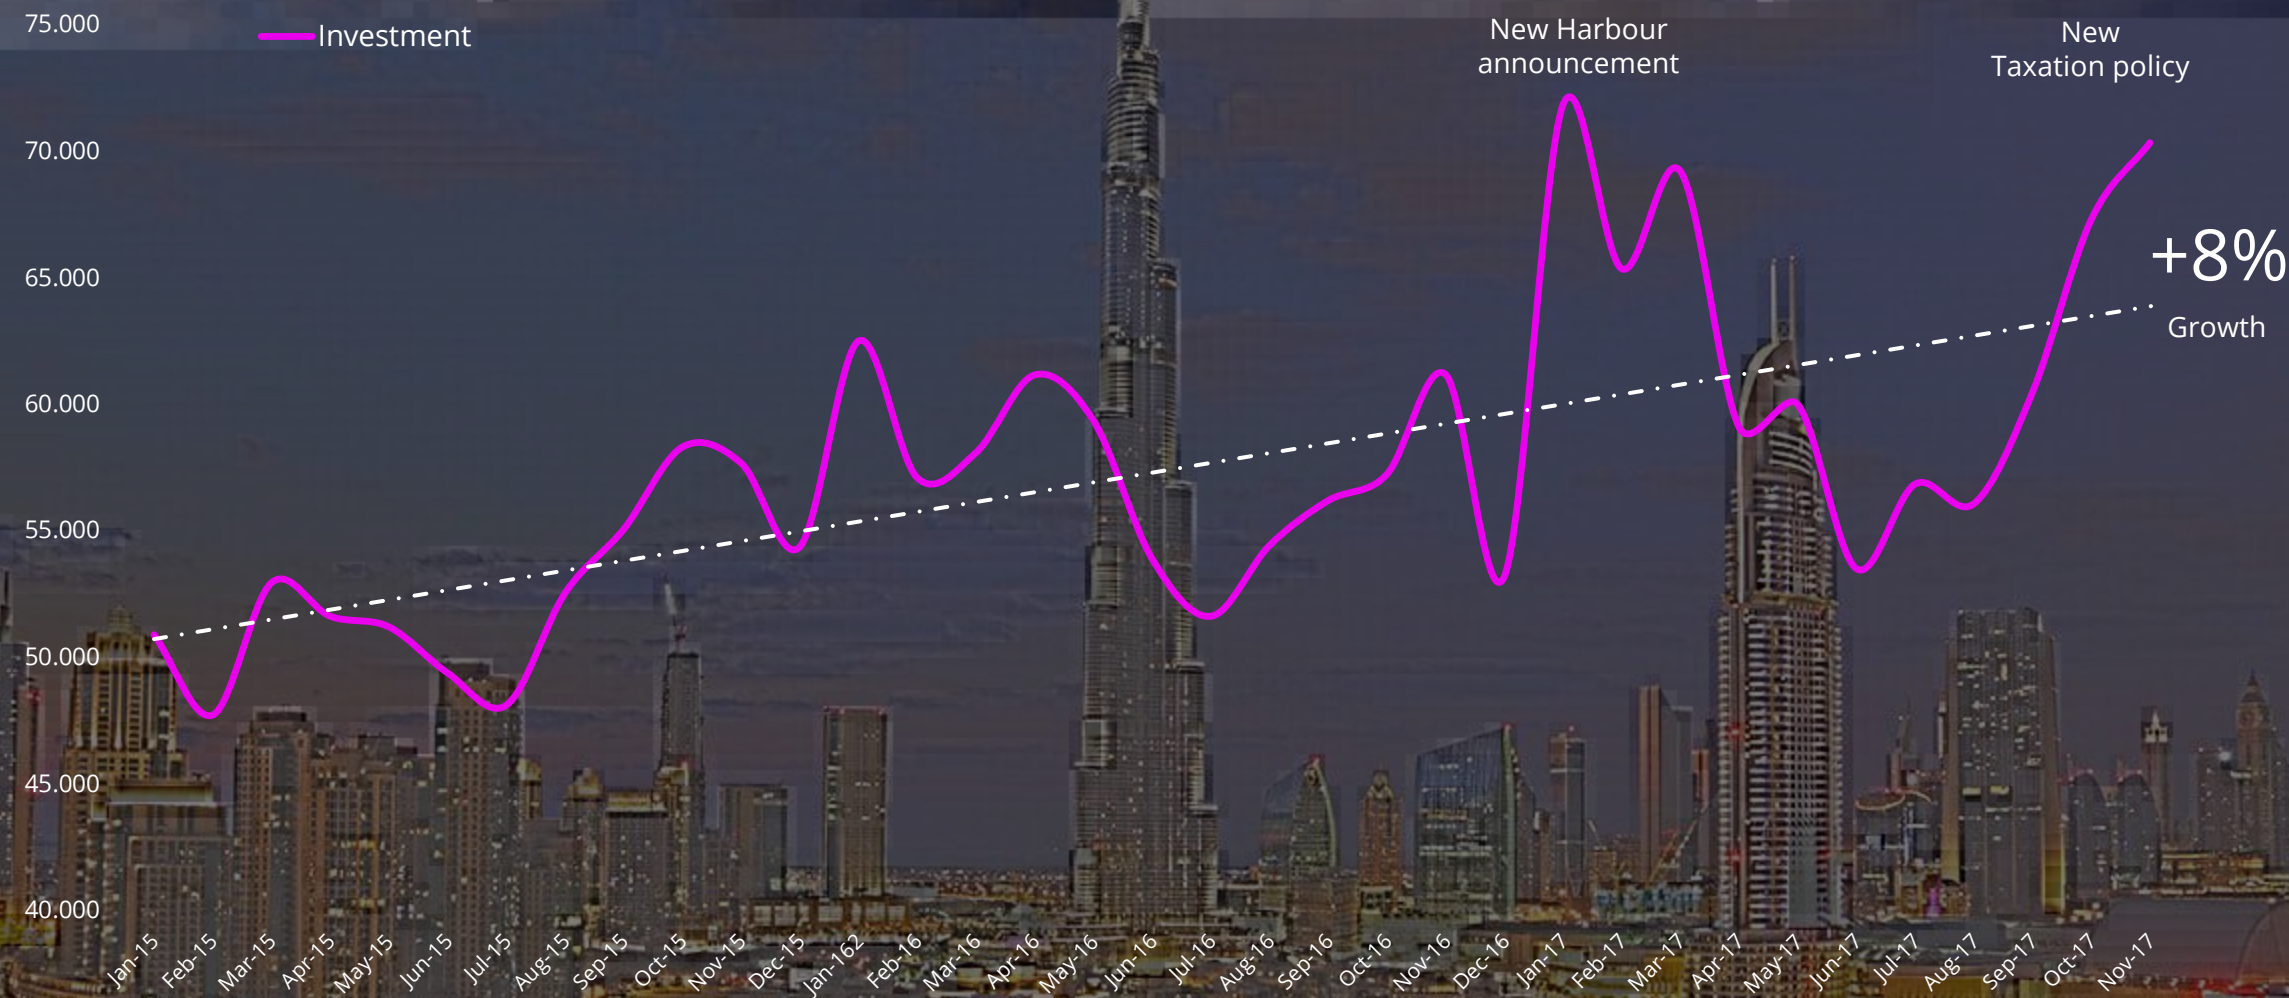 75.000
Investment
New Harbour
announcement
New
Taxation policy
70.000
65.000
+8%
Growth
60.000
55.000
50.000
45.000
40.000
Jan-15
Feb-15
Mar-15
Apr-15
May-15
Jun-15
Jul-15
Aug-15
Sep-15
Oct-15
Nov-15
Dec-15
Jan-162
Feb-16
Mar-16
Apr-16
May-16
Jun-16
Jul-16
Aug-16
Sep-16
Oct-16
Nov-16
Dec-16
Jan-17
Feb-17
Mar-17
Apr-17
May-17
Jun-17
Jul-17
Aug-17
Sep-17
Oct-17
Nov-17